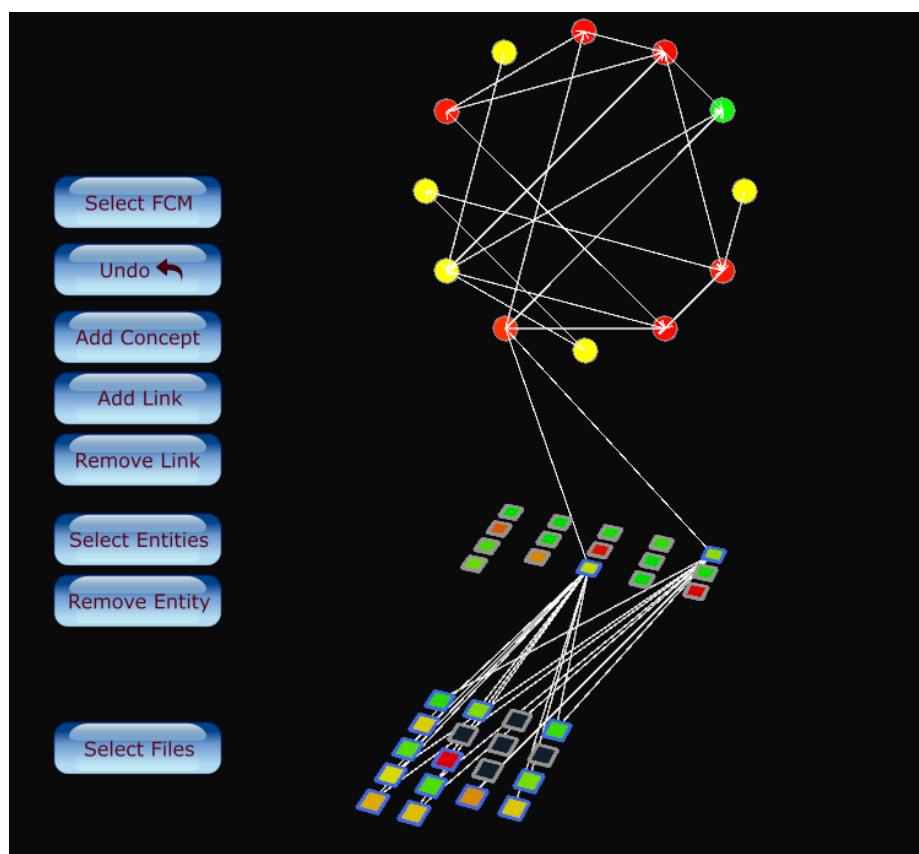 Select FCM
Undo
Add Concept
Add Link
Remove Link
Select Entities
Remove Entity
Select Files